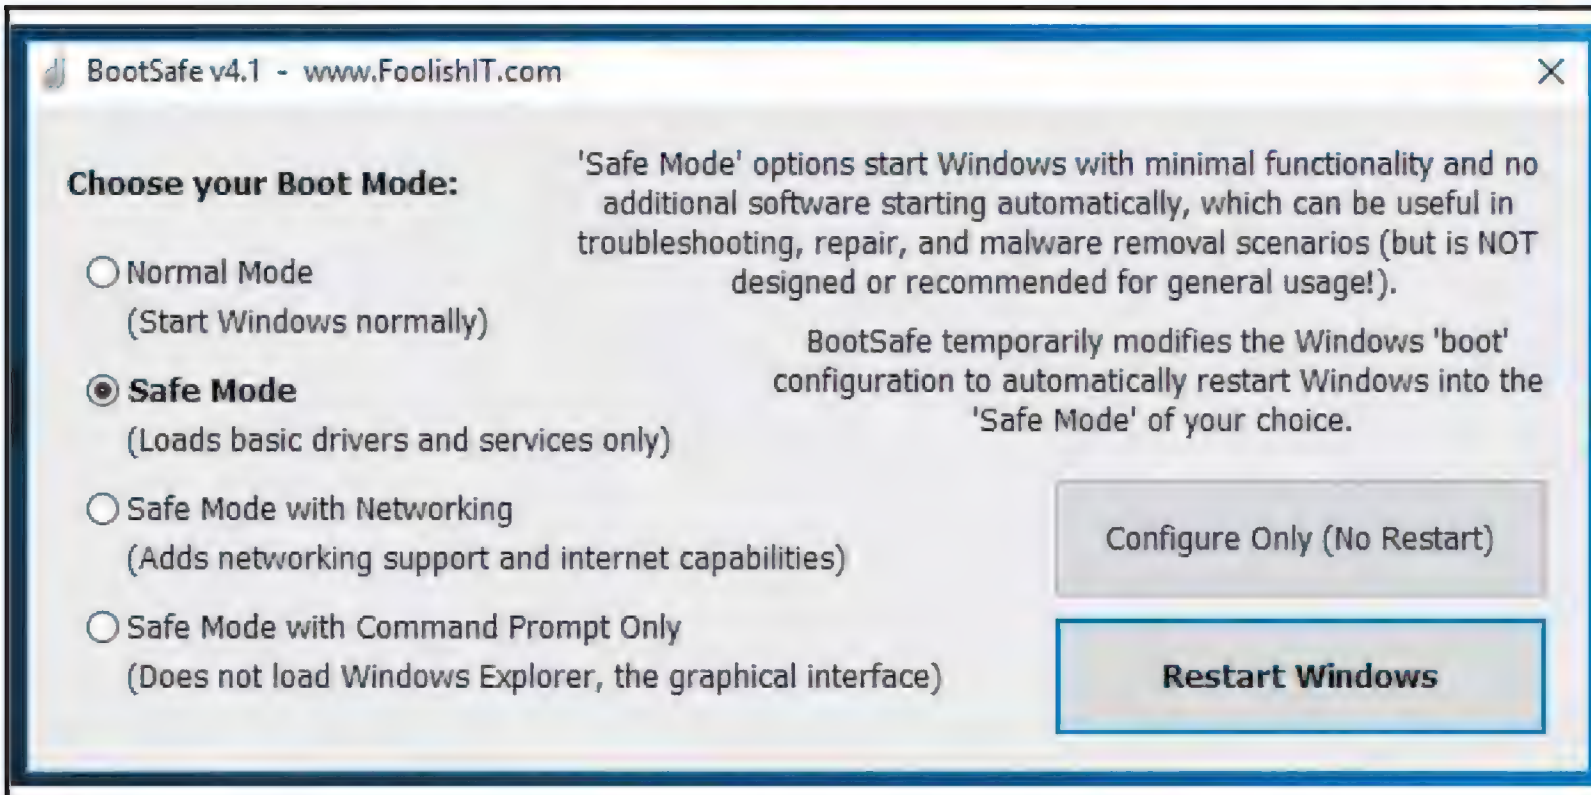 BootSafe v4.1 - www.FoolishIT.com
Choose your Boot Mode:
Normal Mode
(Start Windows normally)
Safe Mode
(Loads basic drivers and services only)
Safe Mode with Networking
(Adds networking support and internet capabilities)
Safe Mode with Command Prompt Only
(Does not load Windows Explorer, the graphical interface)
'Safe Mode' options start Windows with minimal functionality and no
additional software starting automatically, which can be useful in
troubleshooting, repair, and malware removal scenarios (but is NOT
designed or recommended for general usage!).
BootSafe temporarily modifies the Windows 'boot'
configuration to automatically restart Windows into the
'Safe Mode' of your choice.
Configure Only (No Restart)
Restart Windows